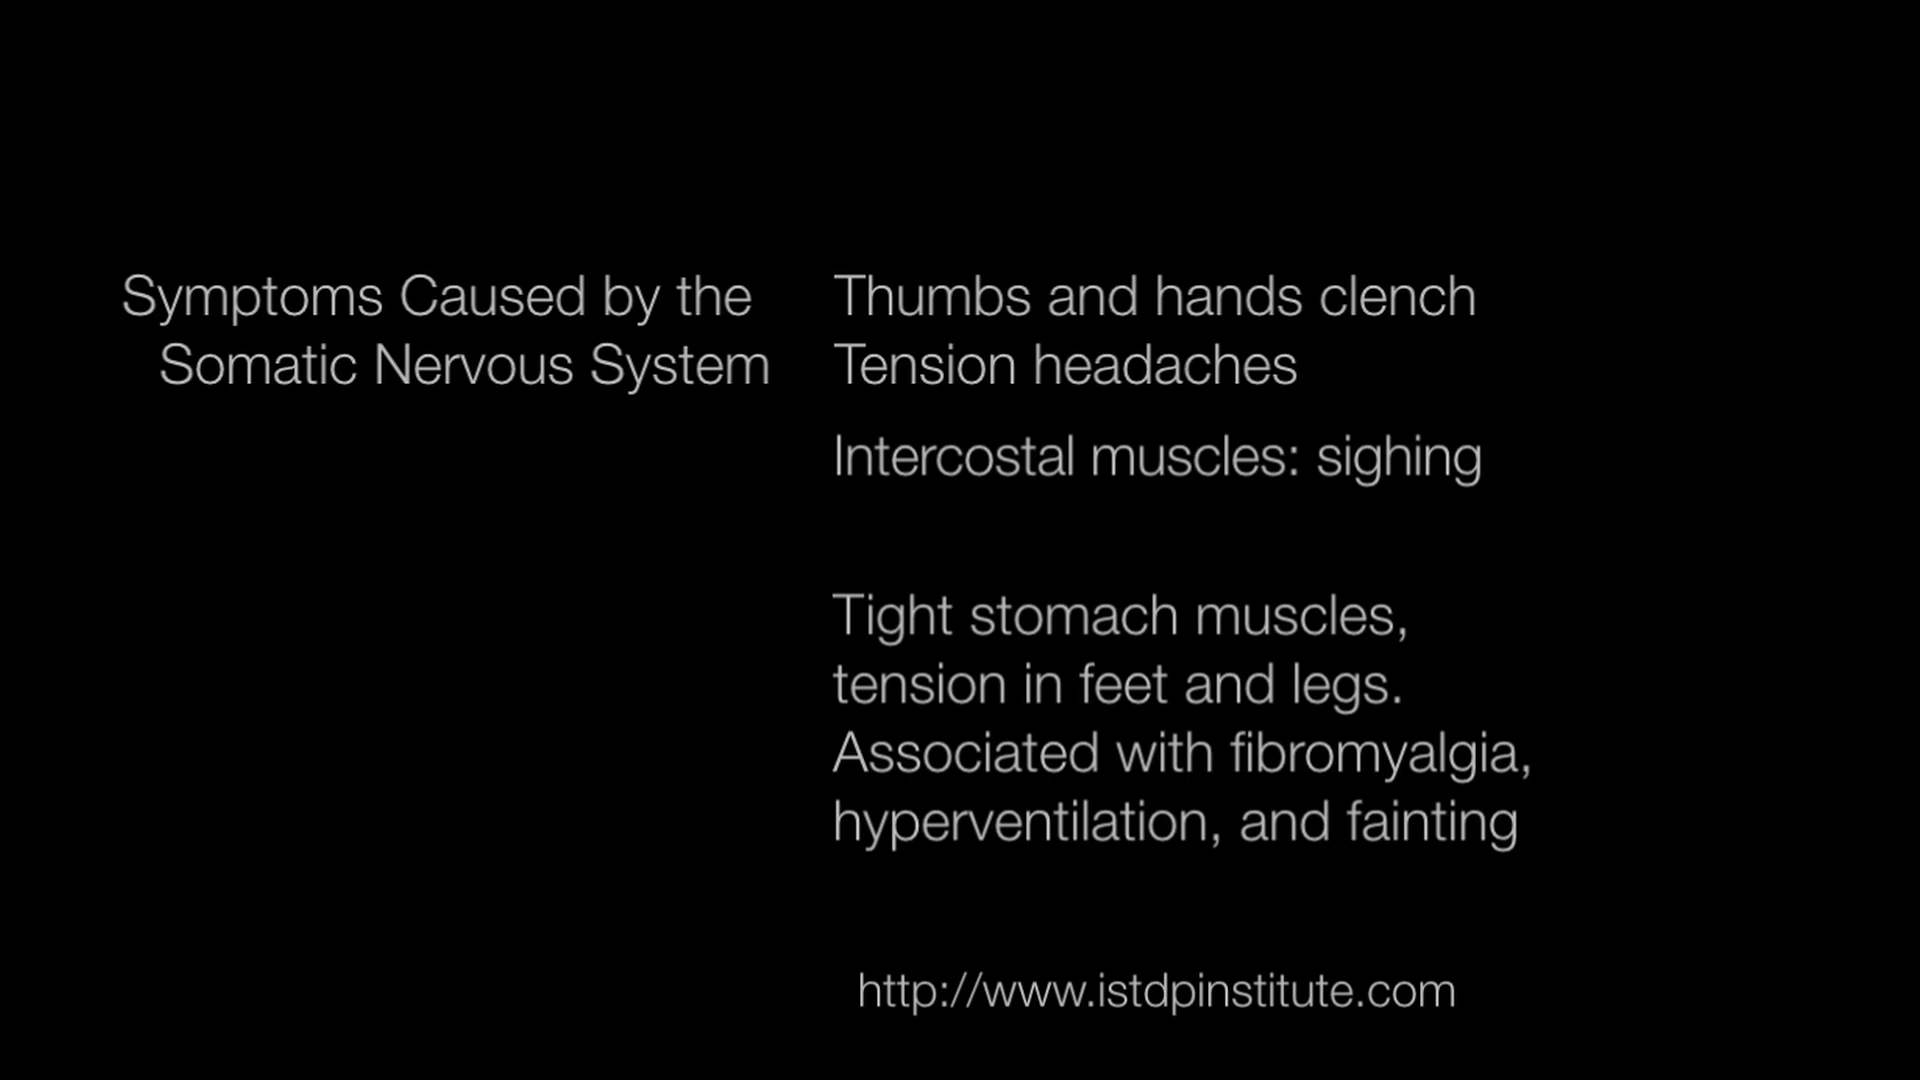 Symptoms Caused by the
Somatic Nervous System
Thumbs and hands clench
Tension headaches
Intercostal muscles: sighing
Tight stomach muscles,
tension in feet and legs.
Associated with fibromyalgia,
hyperventilation, and fainting
http://www.istdpinstitute.com